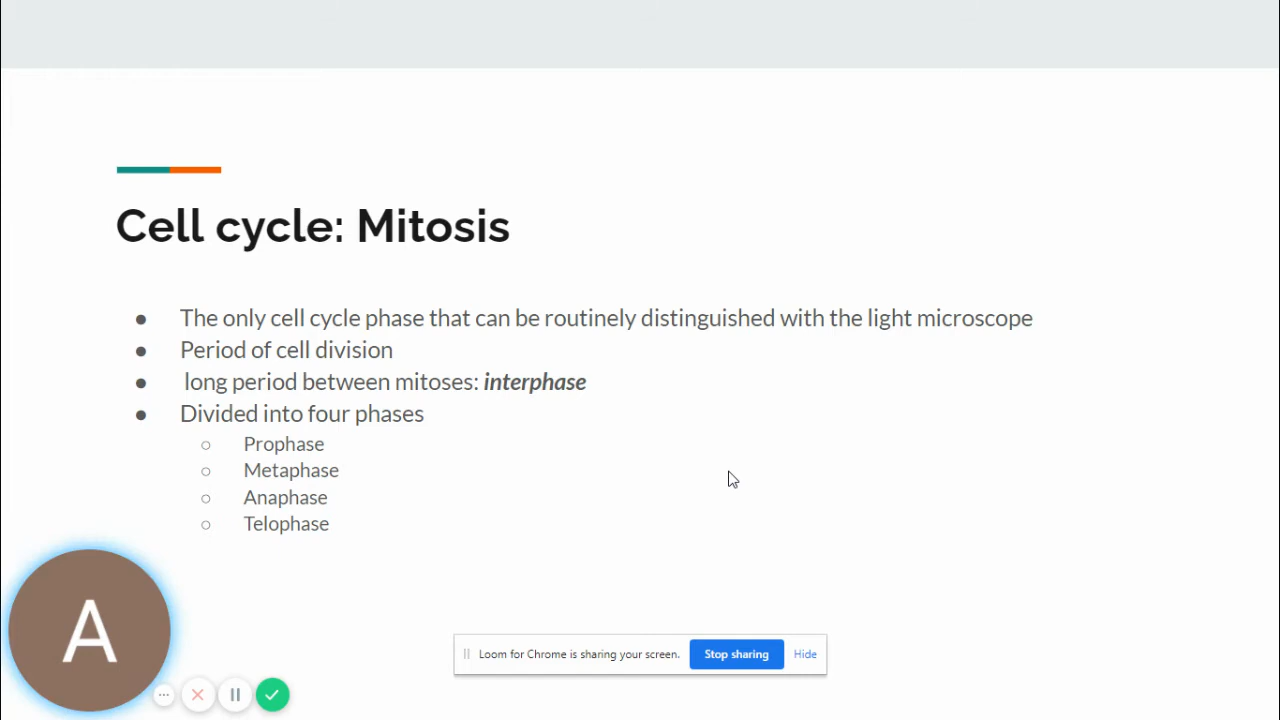 Cell cycle: Mitosis
● The only cell cycle phase that can be routinely distinguished with the light microscope
● Period of cell division
● long period between mitoses: interphase
● Divided into four phases
○ Prophase
○ Metaphase
○ Anaphase
○ Telophase
A
Loom for Chrome is sharing your screen. Stop sharing Hide